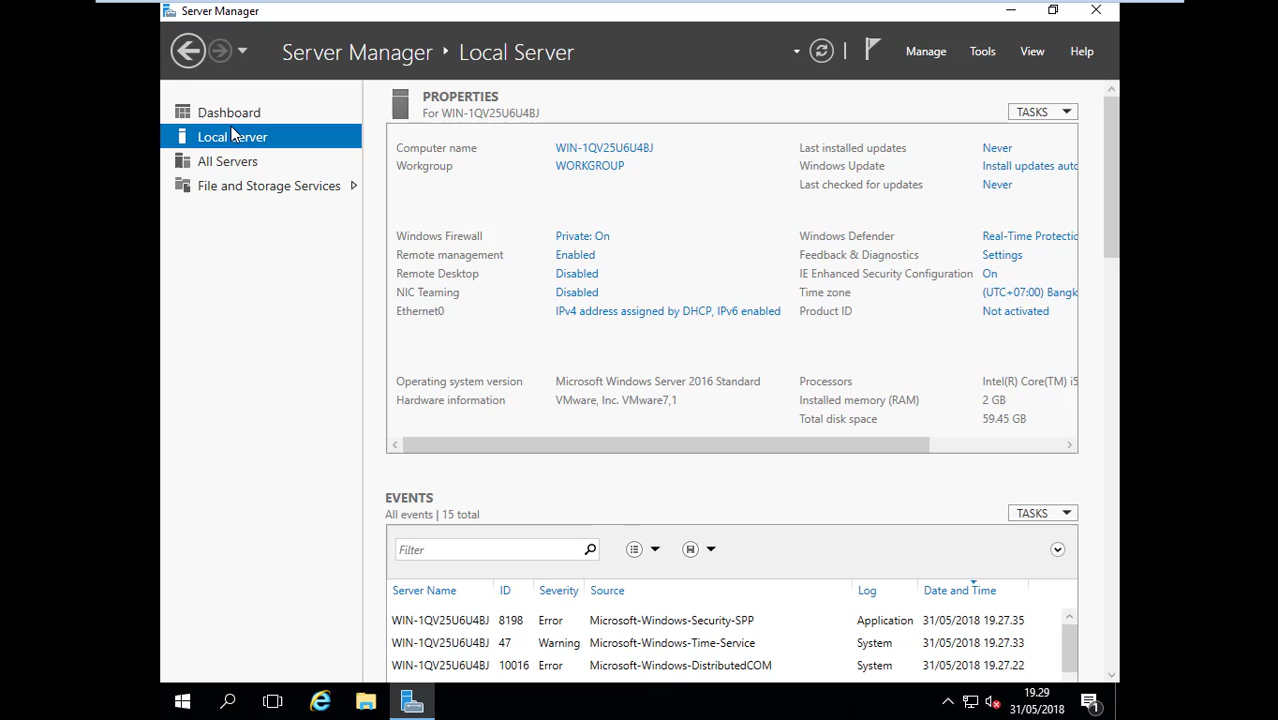 Server Manager
Server Manager ‣ Local Server
Manage Tools View Help
Dashboard
Local Server
All Servers
File and Storage Services
PROPERTIES
For WIN-1QV25U6U4BJ
TASKS
Computer name WIN-1QV25U6U4BJ Last installed updates Never
Workgroup WORKGROUP Windows Update Install updates auto
Last checked for updates Never
Windows Firewall Private: On Windows Defender Real-Time Protectic
Remote management Enabled Feedback & Diagnostics Settings
Remote Desktop Disabled IE Enhanced Security Configuration On
NIC Teaming Disabled Time zone (UTC+07:00) Bangk
Ethernet0 IPv4 address assigned by DHCP, IPv6 enabled Product ID Not activated
Operating system version Microsoft Windows Server 2016 Standard Processors Intel(R) Core(TM) i5
Hardware information VMware, Inc. VMware7,1 Installed memory (RAM) 2 GB
Total disk space 59.45 GB
EVENTS
All events | 15 total
TASKS
Filter
Server Name ID Severity Source Log Date and Time
WIN-1QV25U6U4BJ 8198 Error Microsoft-Windows-Security-SPP Application 31/05/2018 19.27.35
WIN-1QV25U6U4BJ 47 Warning Microsoft-Windows-Time-Service System 31/05/2018 19.27.33
WIN-1QV25U6U4BJ 10016 Error Microsoft-Windows-DistributedCOM System 31/05/2018 19.27.22
19.29
31/05/2018
1